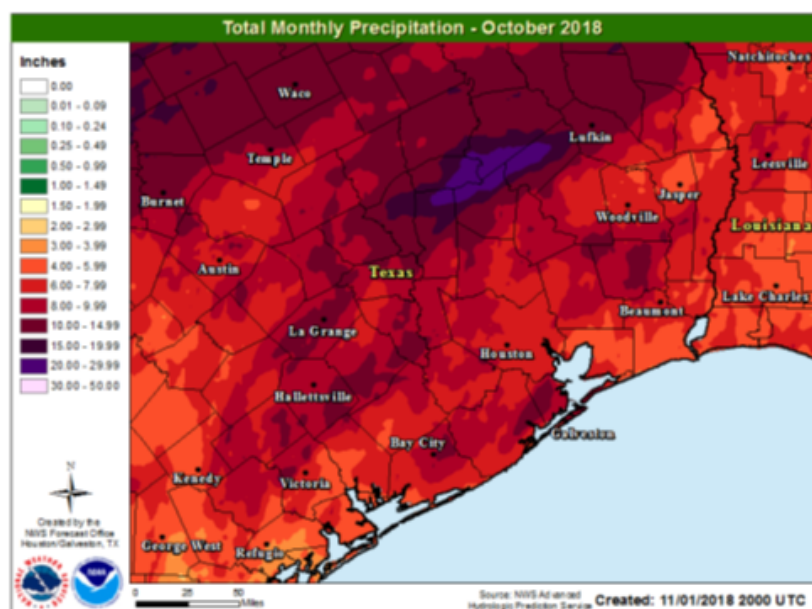 Total Monthly Precipitation - October 2018
Inches
0.00
0.01 - 0.09
0.10 - 0.24
0.25 - 0.49
0.50 - 0.99
1.00 - 1.49
1.50 - 1.99
2.00 - 2.99
3.00 - 3.99
4.00 - 5.99
6.00 - 7.99
8.00 - 9.99
10.00 - 14.99
15.00 - 19.99
20.00 - 29.99
30.00 - 50.00
Natchitoches
Waco
Lufkin
Temple
Leesville
Jasper
Burnet
Woodville
Louisiana
Austin
Texas
Lake Charles
Beaumont
La Grange
Houston
Hallettsville
Galveston
Bay City
Kenedy
Victoria
George West
Refugio
N
Created by the
NWS Forecast Office
Houston/Galveston, TX
NOAA
0 25 50
Miles
Source: NWS Advanced
Hydrologic Prediction Service
Created: 11/01/2018 2000 UTC